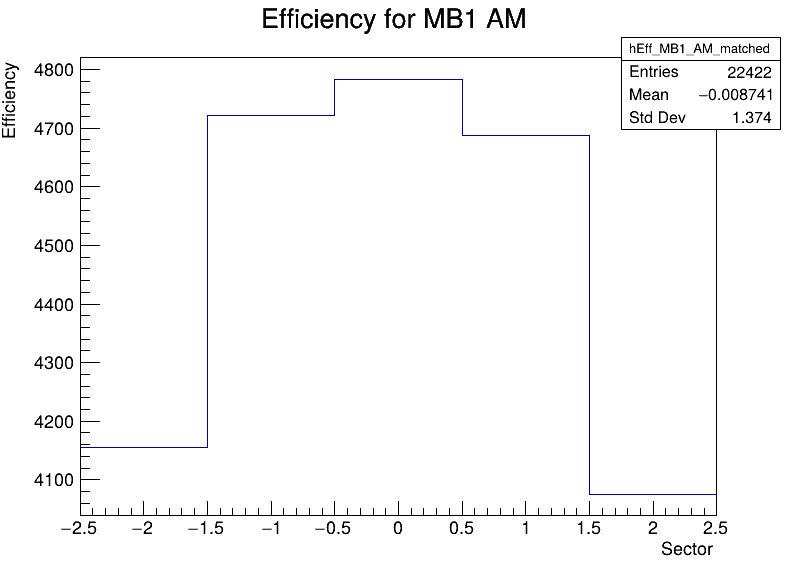 Efficiency for MB1 AM
hEff_MB1_AM_matched
Entries 22422
Mean −0.008741
Std Dev 1.374
Efficiency
4800
4700
4600
4500
4400
4300
4200
4100
−2.5 −2 −1.5 −1 −0.5 0 0.5 1 1.5 2 2.5
Sector